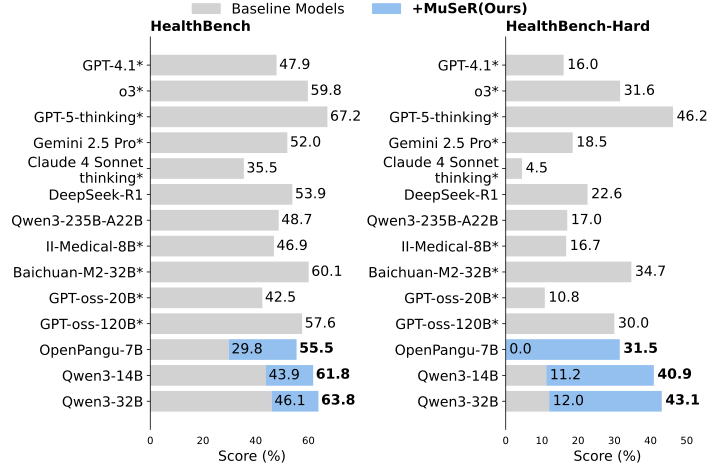 Baseline Models
+MuSeR(Ours)
HealthBench
GPT-4.1* 47.9
o3* 59.8
GPT-5-thinking* 67.2
Gemini 2.5 Pro* 52.0
Claude 4 Sonnet
thinking* 35.5
DeepSeek-R1 53.9
Qwen3-235B-A22B 48.7
II-Medical-8B* 46.9
Baichuan-M2-32B* 60.1
GPT-oss-20B* 42.5
GPT-oss-120B* 57.6
OpenPangu-7B 29.8 55.5
Qwen3-14B 43.9 61.8
Qwen3-32B 46.1 63.8
0 20 40 60
Score (%)
HealthBench-Hard
GPT-4.1* 16.0
o3* 31.6
GPT-5-thinking* 46.2
Gemini 2.5 Pro* 18.5
Claude 4 Sonnet
thinking* 4.5
DeepSeek-R1 22.6
Qwen3-235B-A22B 17.0
II-Medical-8B* 16.7
Baichuan-M2-32B* 34.7
GPT-oss-20B* 10.8
GPT-oss-120B* 30.0
OpenPangu-7B 0.0 31.5
Qwen3-14B 11.2 40.9
Qwen3-32B 12.0 43.1
0 10 20 30 40 50
Score (%)